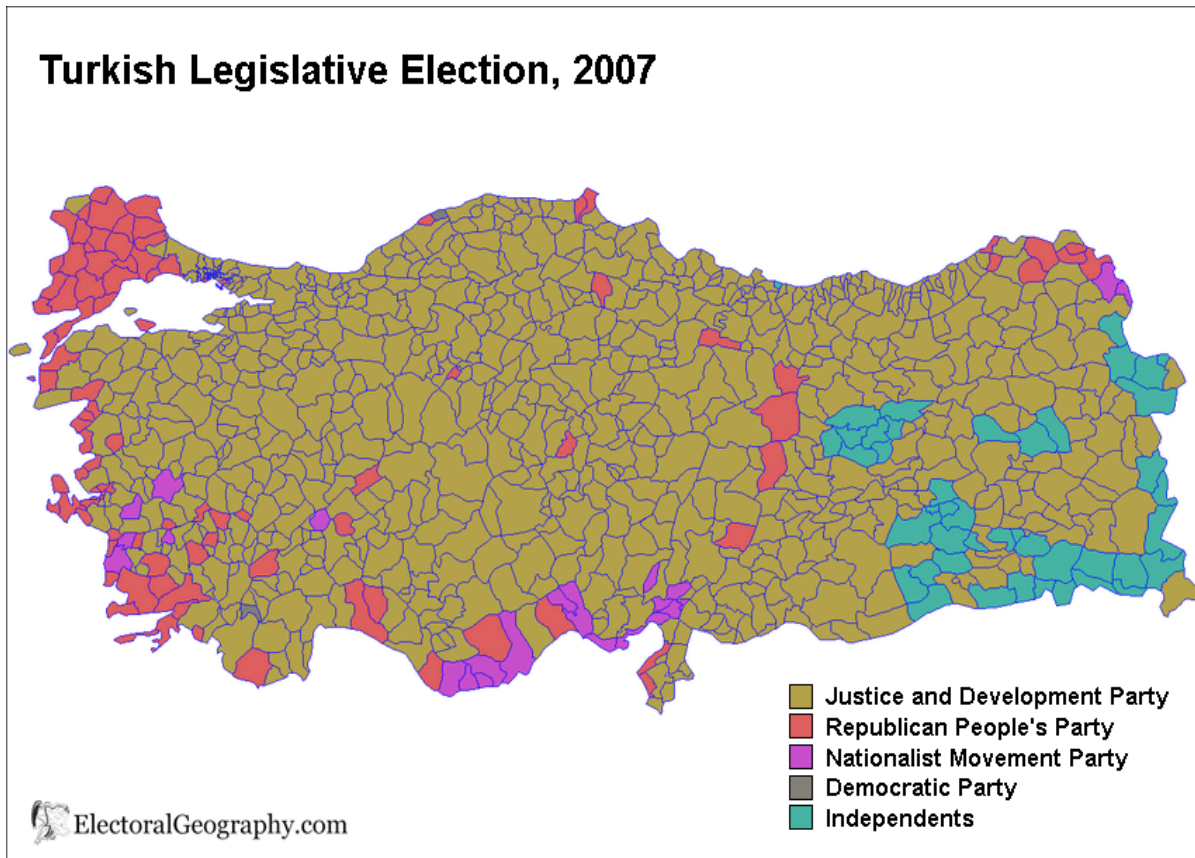 Turkish Legislative Election, 2007
Justice and Development Party
Republican People's Party
Nationalist Movement Party
Democratic Party
Independents
ElectoralGeography.com